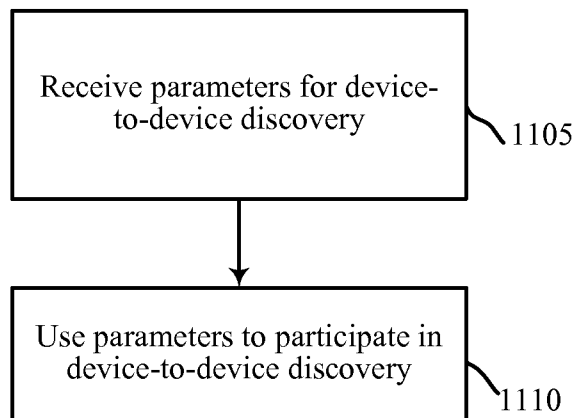 Receive parameters for device-
to-device discovery
1105
Use parameters to participate in
device-to-device discovery
1110